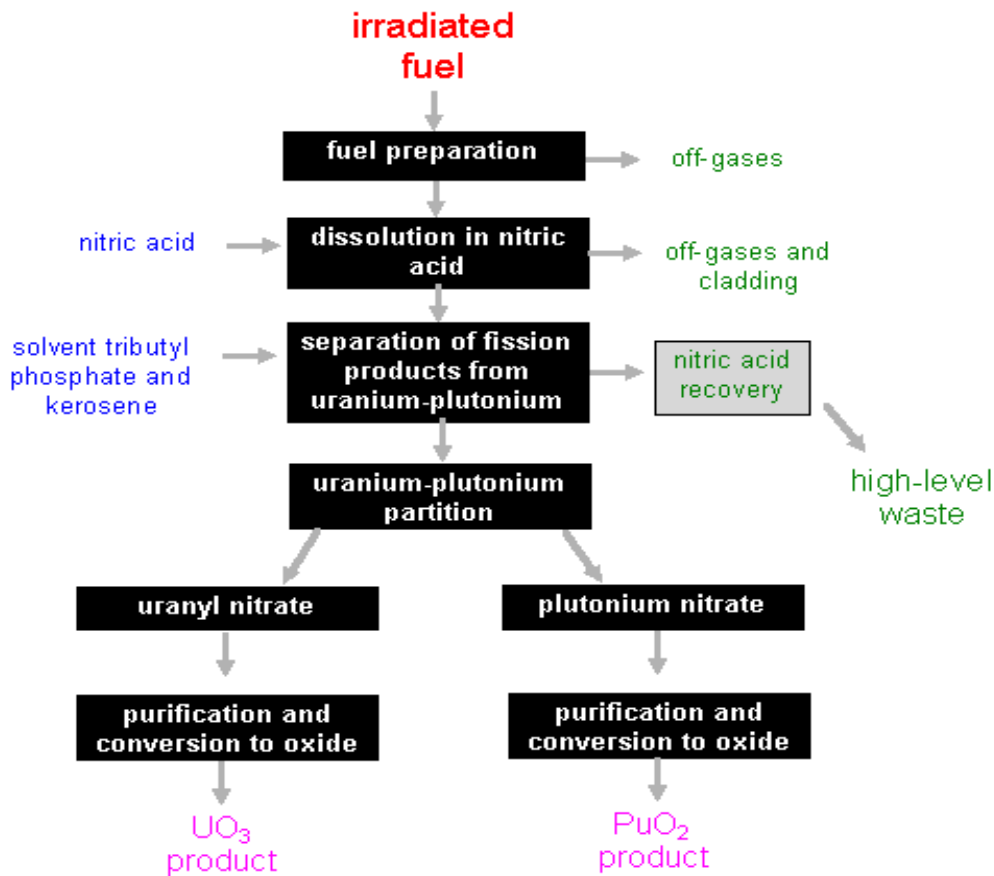 irradiated
fuel
fuel preparation
off-gases
nitric acid
dissolution in nitric
acid
off-gases and
cladding
solvent tributyl
phosphate and
kerosene
separation of fission
products from
uranium-plutonium
nitric acid
recovery
high-level
waste
uranium-plutonium
partition
uranyl nitrate
plutonium nitrate
purification and
conversion to oxide
purification and
conversion to oxide
UO₃
product
PuO₂
product